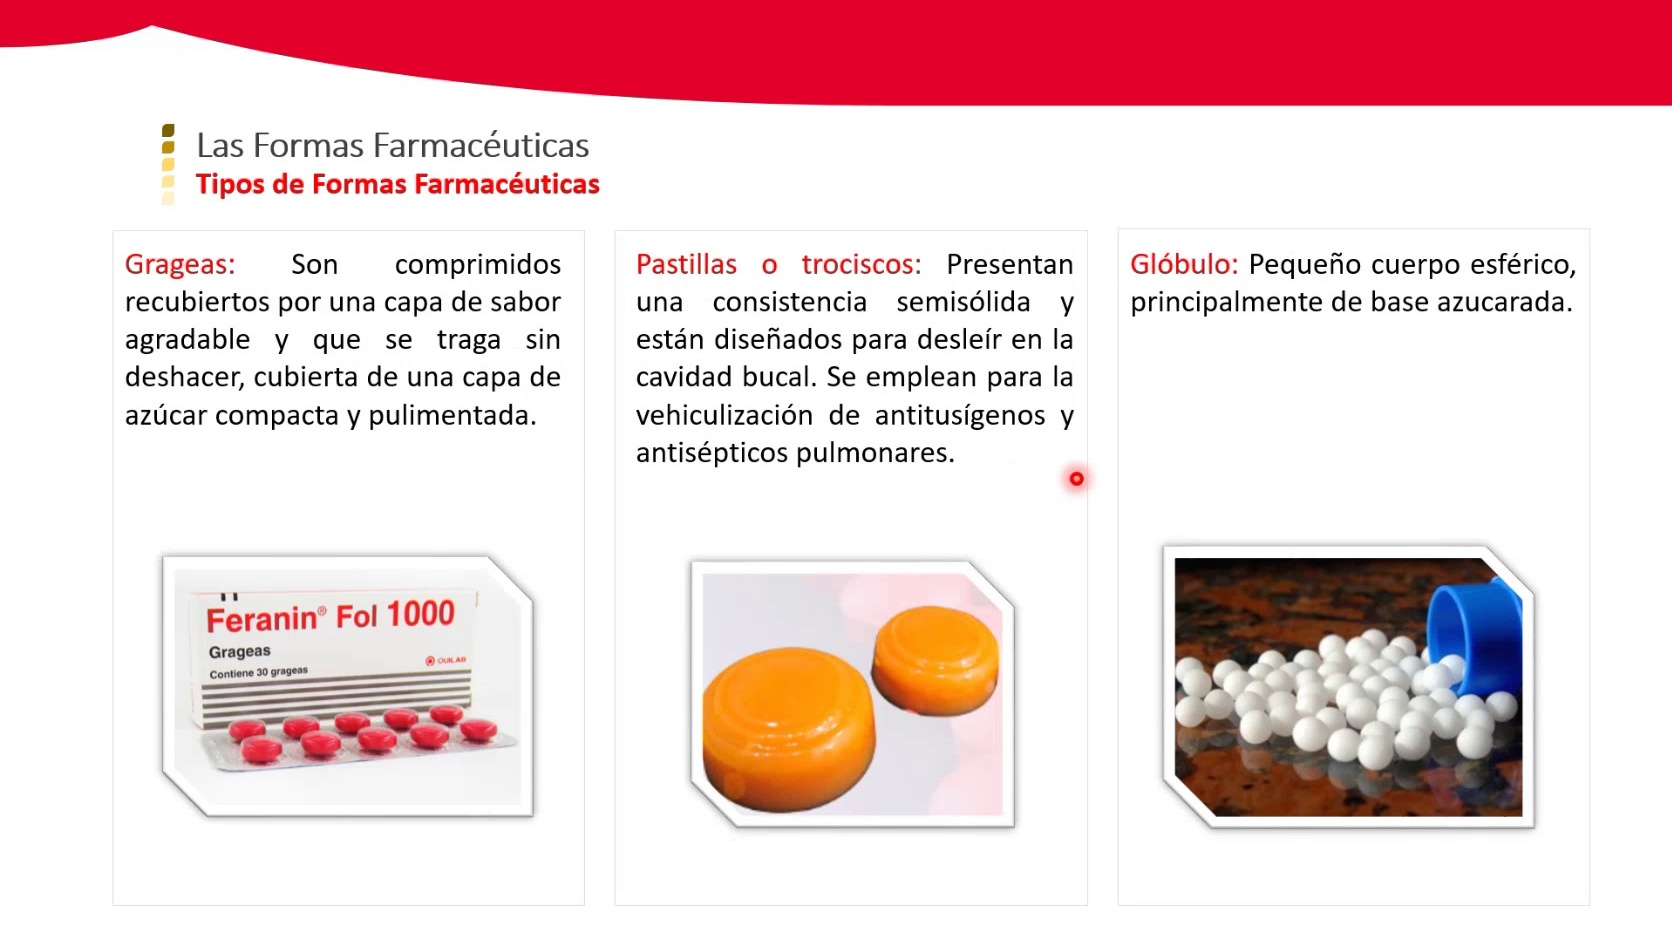 Las Formas Farmacéuticas
Tipos de Formas Farmacéuticas
Grageas: Son comprimidos
recubiertos por una capa de sabor
agradable y que se traga sin
deshacer, cubierta de una capa de
azúcar compacta y pulimentada.
Feranin® Fol 1000
Grageas
Contiene 30 grageas
QUILAB
Pastillas o trociscos: Presentan
una consistencia semisólida y
están diseñados para desleír en la
cavidad bucal. Se emplean para la
vehiculización de antitusígenos y
antisépticos pulmonares.
Glóbulo: Pequeño cuerpo esférico,
principalmente de base azucarada.